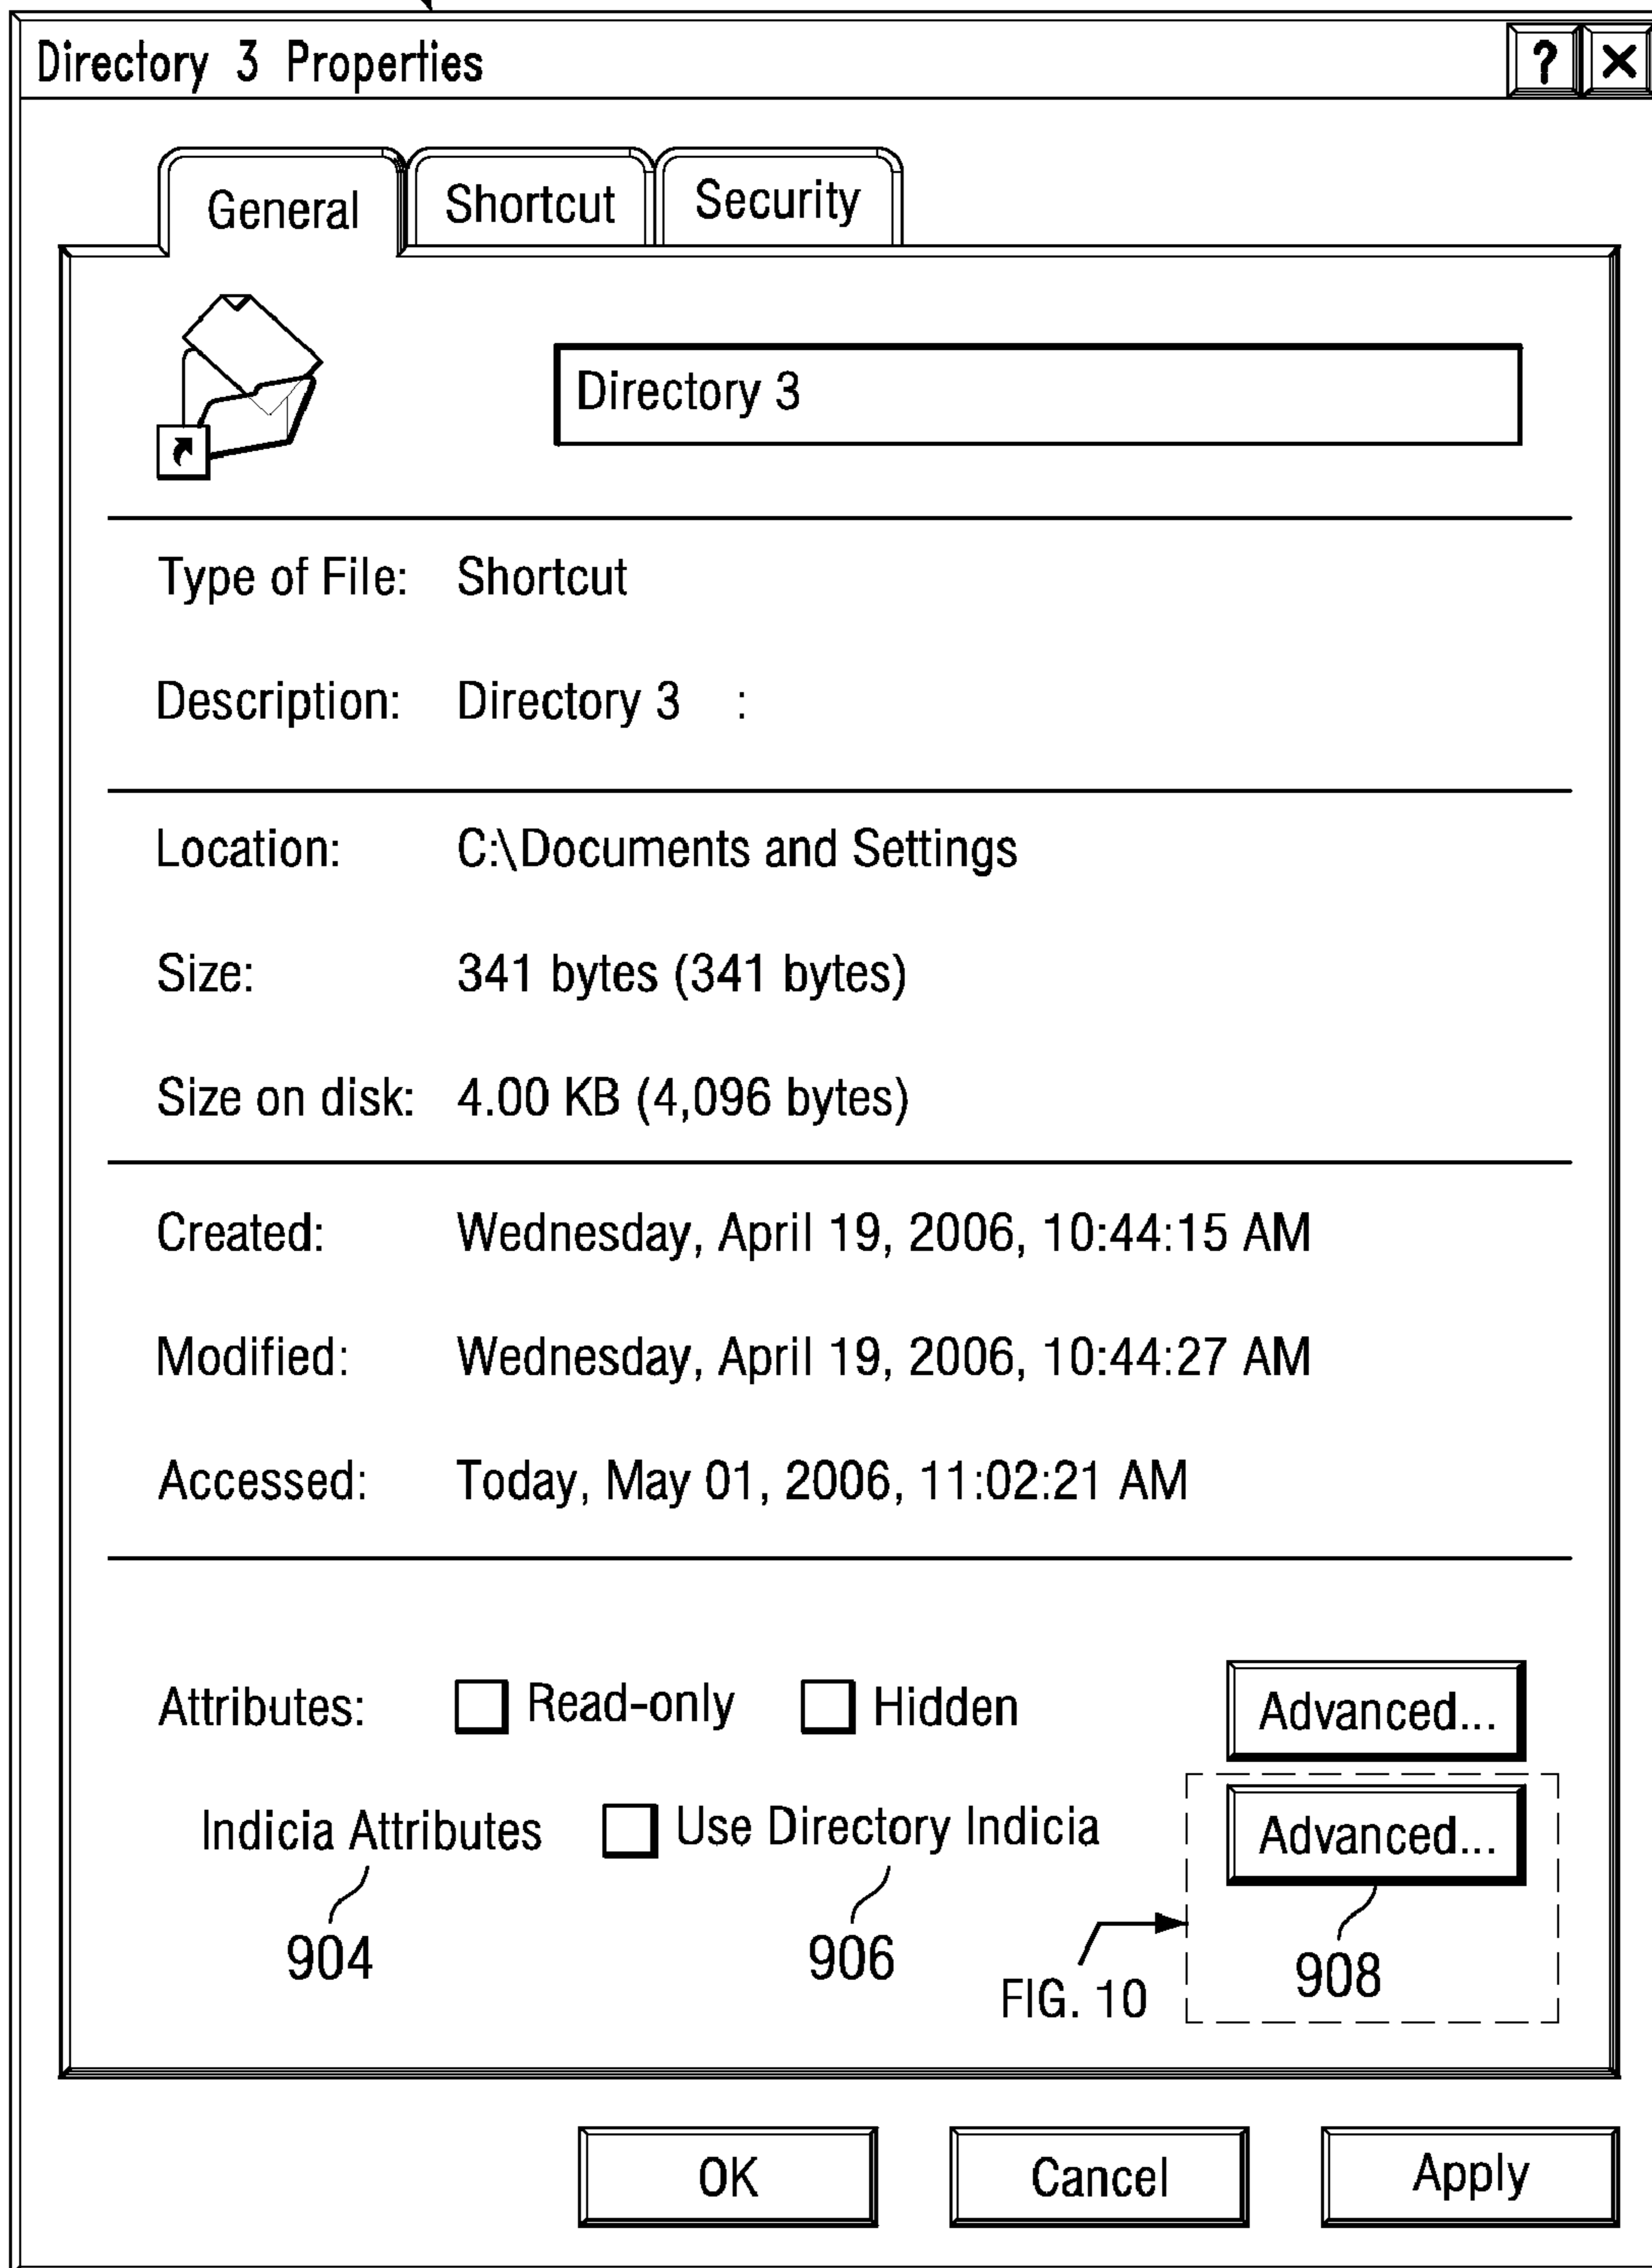 Directory 3 Properties ? ×
General Shortcut Security
Directory 3
Type of File: Shortcut
Description: Directory 3 :
Location: C:\Documents and Settings
Size: 341 bytes (341 bytes)
Size on disk: 4.00 KB (4,096 bytes)
Created: Wednesday, April 19, 2006, 10:44:15 AM
Modified: Wednesday, April 19, 2006, 10:44:27 AM
Accessed: Today, May 01, 2006, 11:02:21 AM
Attributes: Read-only Hidden Advanced...
Indicia Attributes Use Directory Indicia Advanced...
904 906 908
FIG. 10
OK Cancel Apply